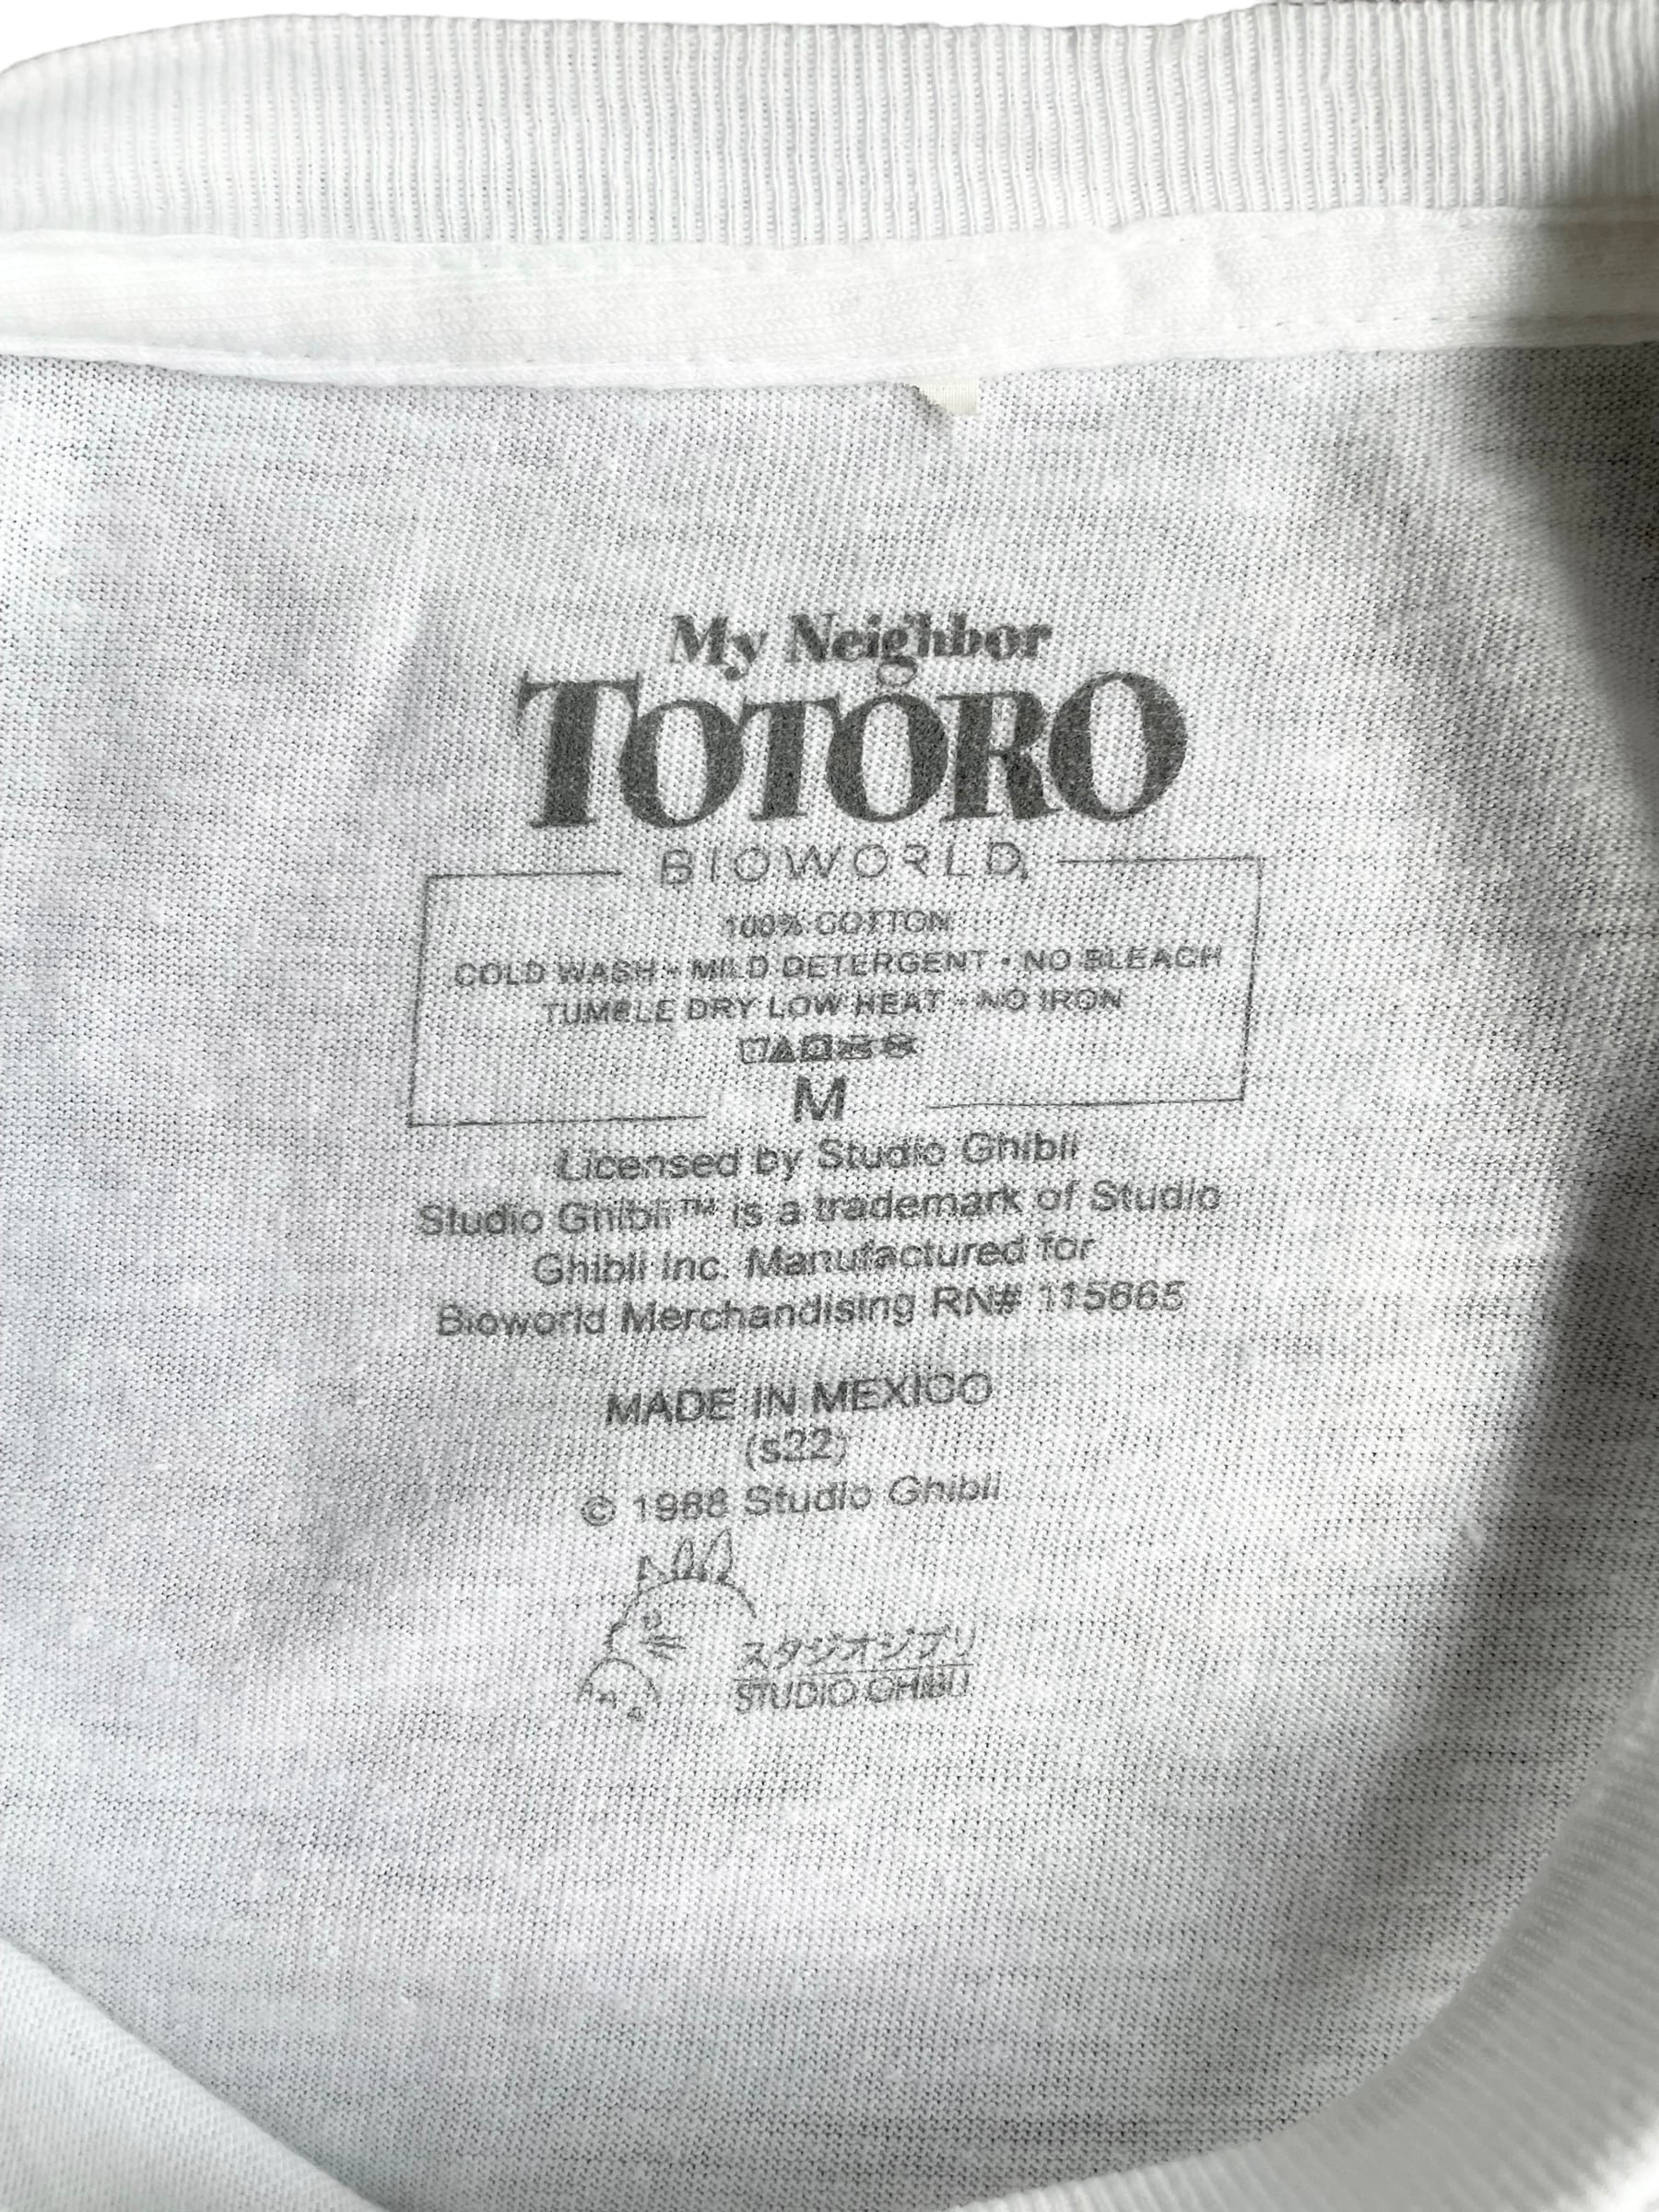 My Neighbor
TOTORO
BIOWORLD
100% COTTON
COLD WASH • MILD DETERGENT • NO BLEACH
TUMBLE DRY LOW HEAT • NO IRON
M
Licensed by Studio Ghibli
Studio Ghibli™ is a trademark of Studio
Ghibli Inc. Manufactured for
Bioworld Merchandising RN# 115665
MADE IN MEXICO
(s22)
© 1988 Studio Ghibli
スタジオジブリ
STUDIO GHIBLI